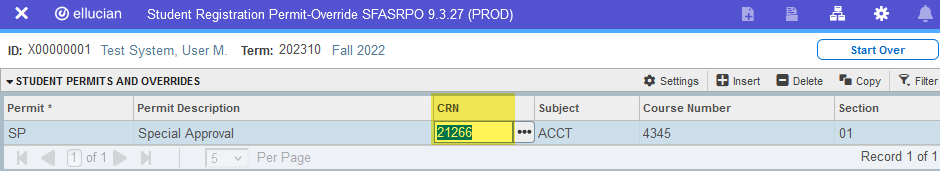 ellucian Student Registration Permit-Override SFASRPO 9.3.27 (PROD)
ID: X00000001 Test System, User M. Term: 202310 Fall 2022 Start Over
STUDENT PERMITS AND OVERRIDES Settings Insert Delete Copy Filter
Permit * Permit Description CRN Subject Course Number Section
SP Special Approval 21266 ••• ACCT 4345 01
1 of 1 5 Per Page Record 1 of 1